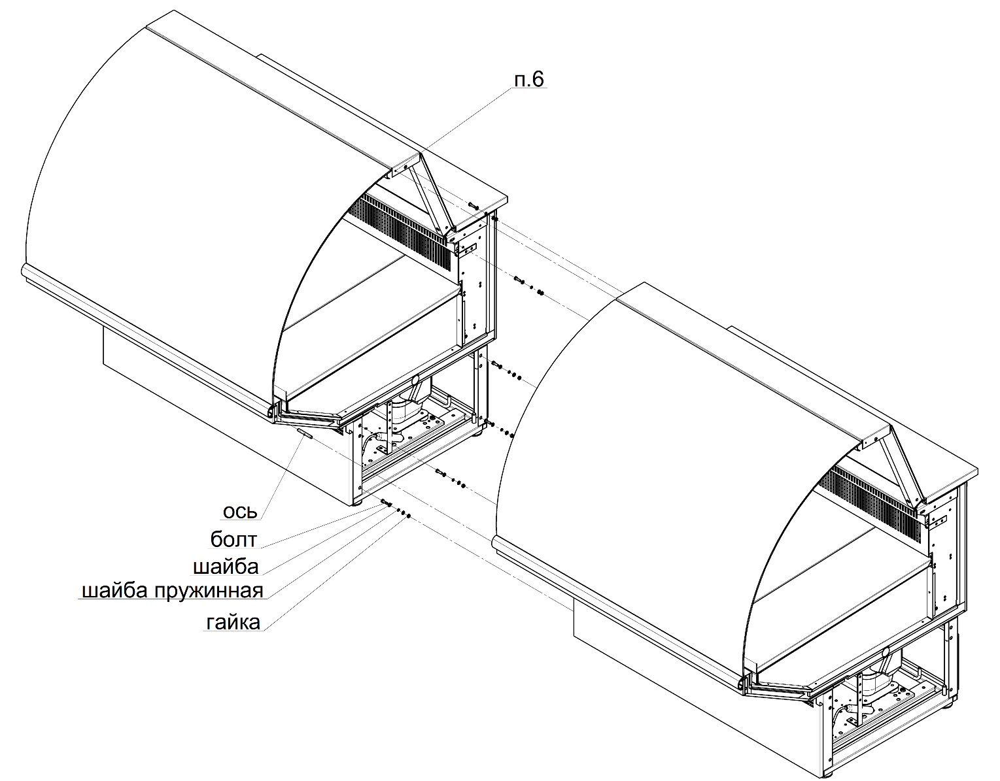 п.6
ось
болт
шайба
шайба пружинная
гайка